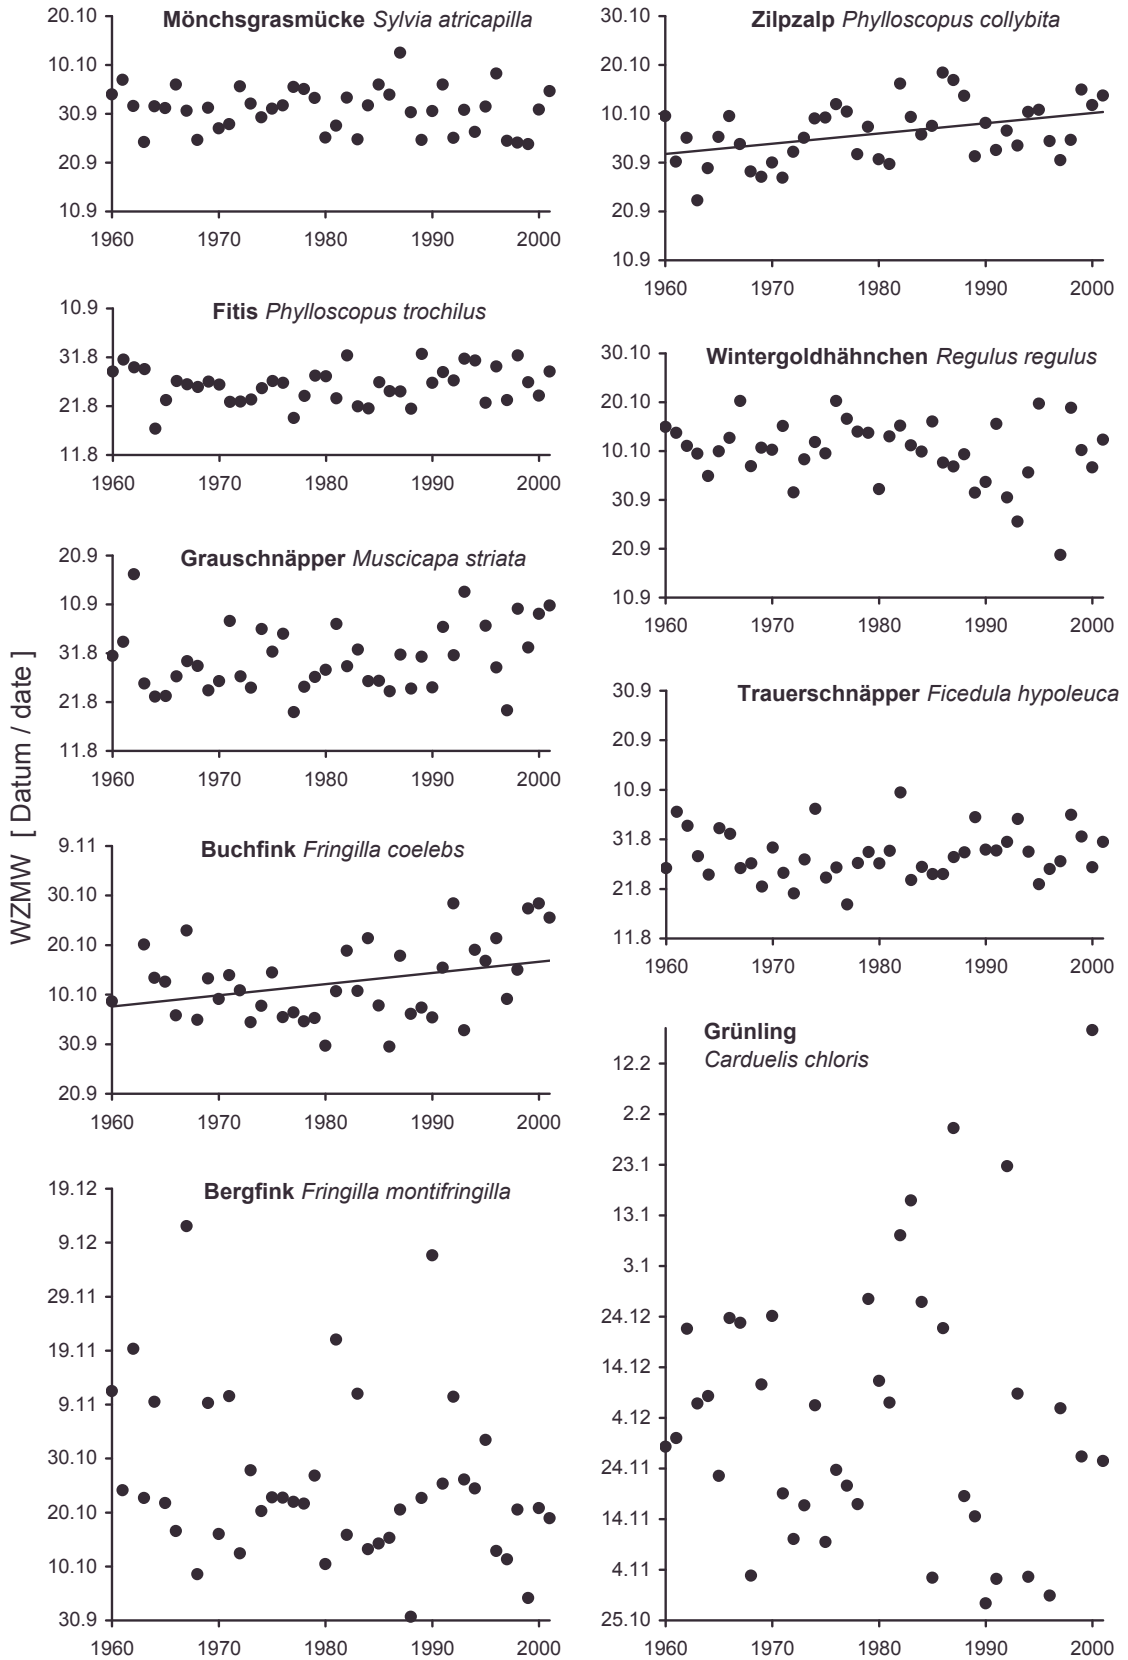 WZMW [ Datum / date ]
Mönchsgrasmücke Sylvia atricapilla
20.10
10.10
30.9
20.9
10.9
1960 1970 1980 1990 2000
Fitis Phylloscopus trochilus
10.9
31.8
21.8
11.8
1960 1970 1980 1990 2000
Grauschnäpper Muscicapa striata
20.9
10.9
31.8
21.8
11.8
1960 1970 1980 1990 2000
Buchfink Fringilla coelebs
9.11
30.10
20.10
10.10
30.9
20.9
1960 1970 1980 1990 2000
Bergfink Fringilla montifringilla
19.12
9.12
29.11
19.11
9.11
30.10
20.10
10.10
30.9
1960 1970 1980 1990 2000
Zilpzalp Phylloscopus collybita
30.10
20.10
10.10
30.9
20.9
10.9
1960 1970 1980 1990 2000
Wintergoldhähnchen Regulus regulus
30.10
20.10
10.10
30.9
20.9
10.9
1960 1970 1980 1990 2000
Trauerschnäpper Ficedula hypoleuca
30.9
20.9
10.9
31.8
21.8
11.8
1960 1970 1980 1990 2000
Grünling
Carduelis chloris
12.2
2.2
23.1
13.1
3.1
24.12
14.12
4.12
24.11
14.11
4.11
25.10
1960 1970 1980 1990 2000